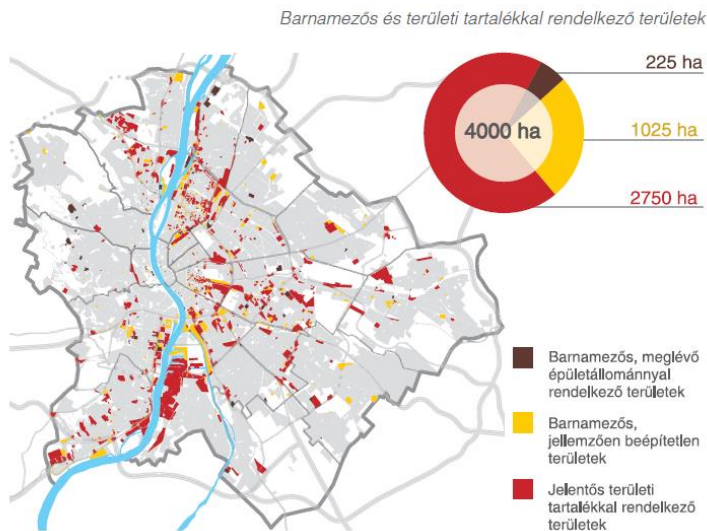 Barnamezős és területi tartalékkal rendelkező területek
225 ha
4000 ha
1025 ha
2750 ha
Barnamezős, meglévő
épületállománnyal
rendelkező területek
Barnamezős,
jellemzően beépítetlen
területek
Jelentős területi
tartalékkal rendelkező
területek